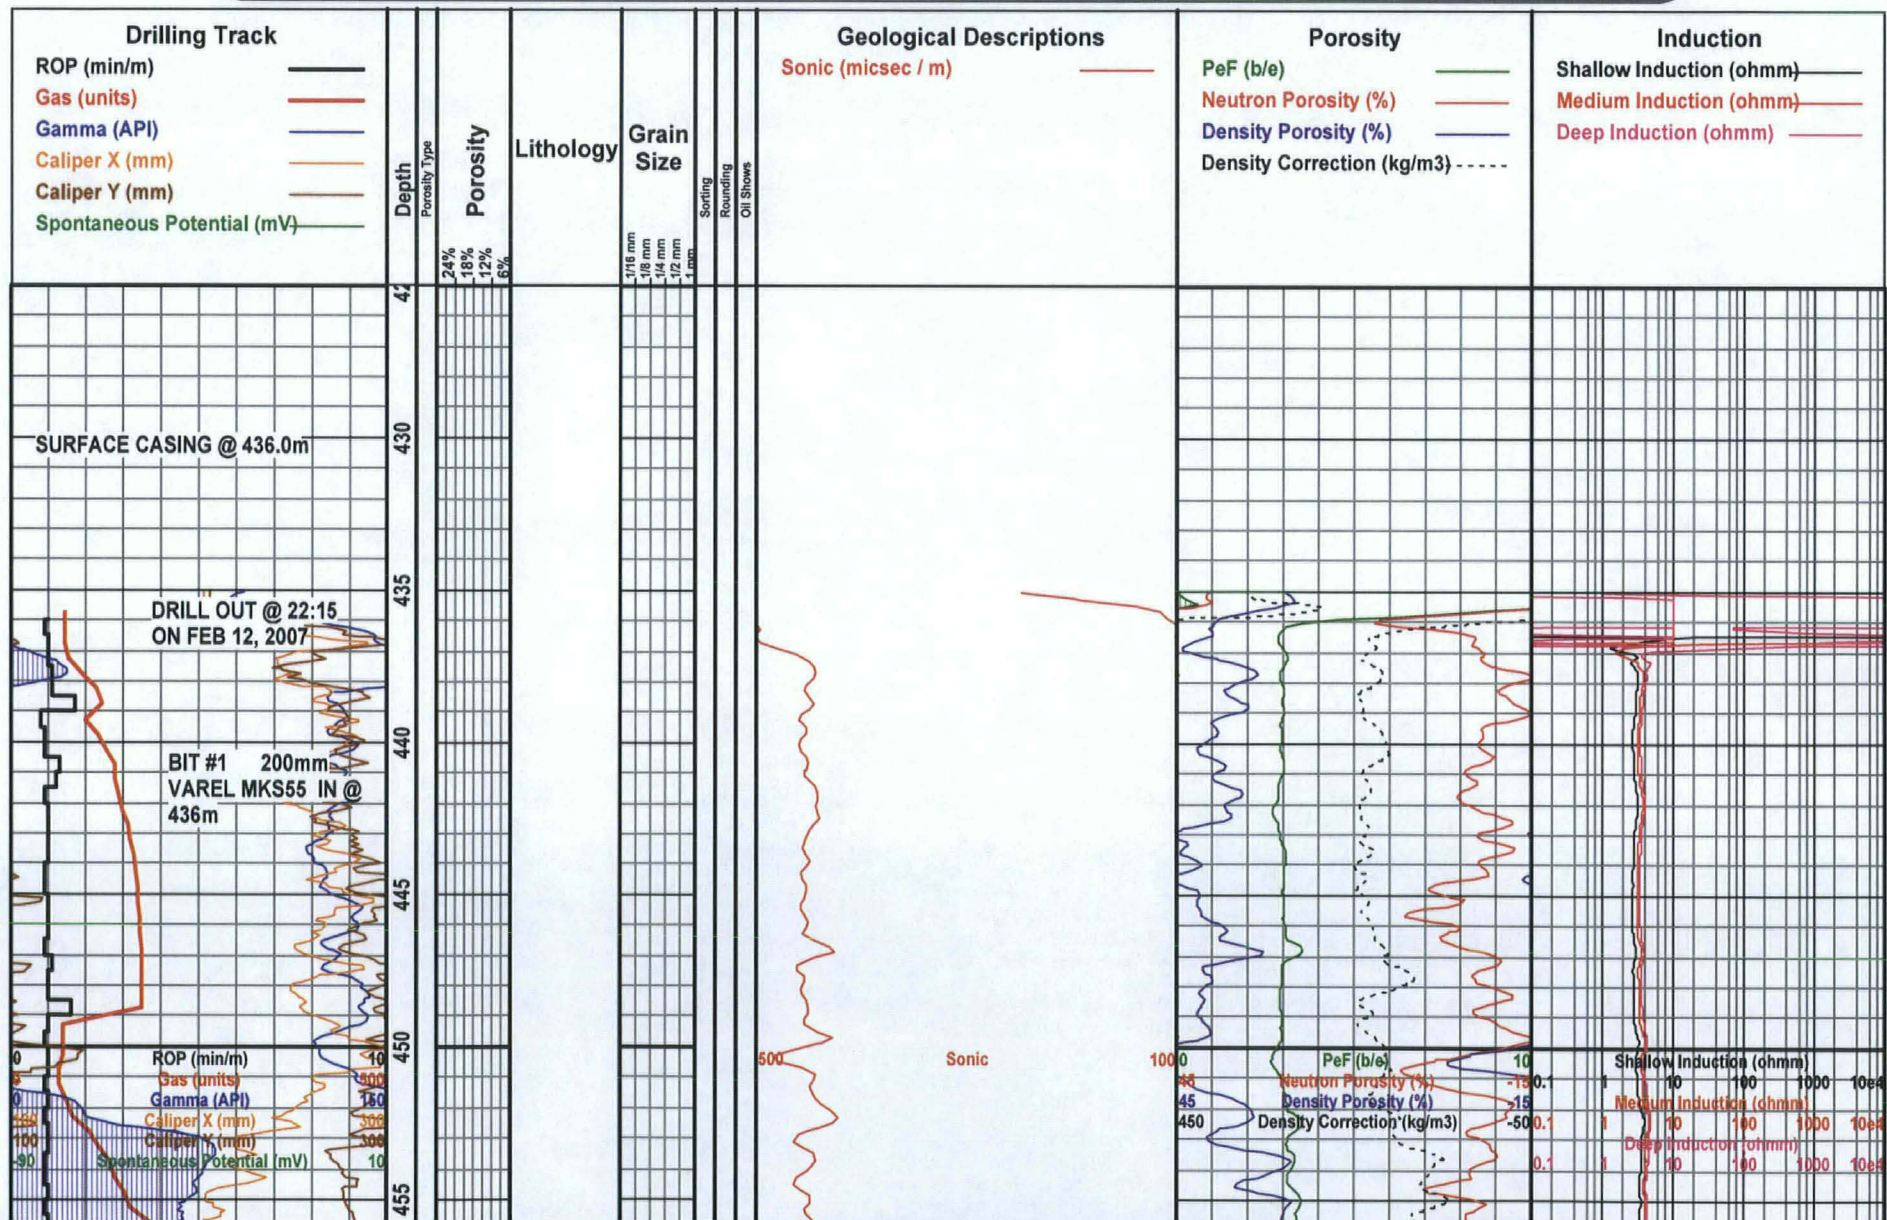 Drilling Track
ROP (min/m)
Gas (units)
Gamma (API)
Caliper X (mm)
Caliper Y (mm)
Spontaneous Potential (mV)
Depth
Porosity Type
Porosity
24%
18%
12%
6%
Lithology
Grain
Size
1/16 mm
1/8 mm
1/4 mm
1/2 mm
1 mm
Sorting
Rounding
Oil Shows
Geological Descriptions
Sonic (micsec / m)
Porosity
PeF (b/e)
Neutron Porosity (%)
Density Porosity (%)
Density Correction (kg/m3)
Induction
Shallow Induction (ohmm)
Medium Induction (ohmm)
Deep Induction (ohmm)
42
430
SURFACE CASING @ 436.0m
435
DRILL OUT @ 22:15
ON FEB 12, 2007
440
BIT #1 200mm
VAREL MKS55 IN @
436m
445
450
0 ROP (min/m) 10
Gas (units)
0 Gamma (API) 150
Caliper X (mm) 300
100 Caliper Y (mm) 300
-90 Spontaneous Potential (mV) 10
455
500 Sonic 100
0 PeF (b/e) 10
45 Neutron Porosity (%) -15
45 Density Porosity (%) -15
450 Density Correction (kg/m3) -50
Shallow Induction (ohmm)
0.1 1 10 100 1000 10e4
Medium Induction (ohmm)
0.1 1 10 100 1000 10e4
Deep Induction (ohmm)
0.1 1 10 100 1000 10e4